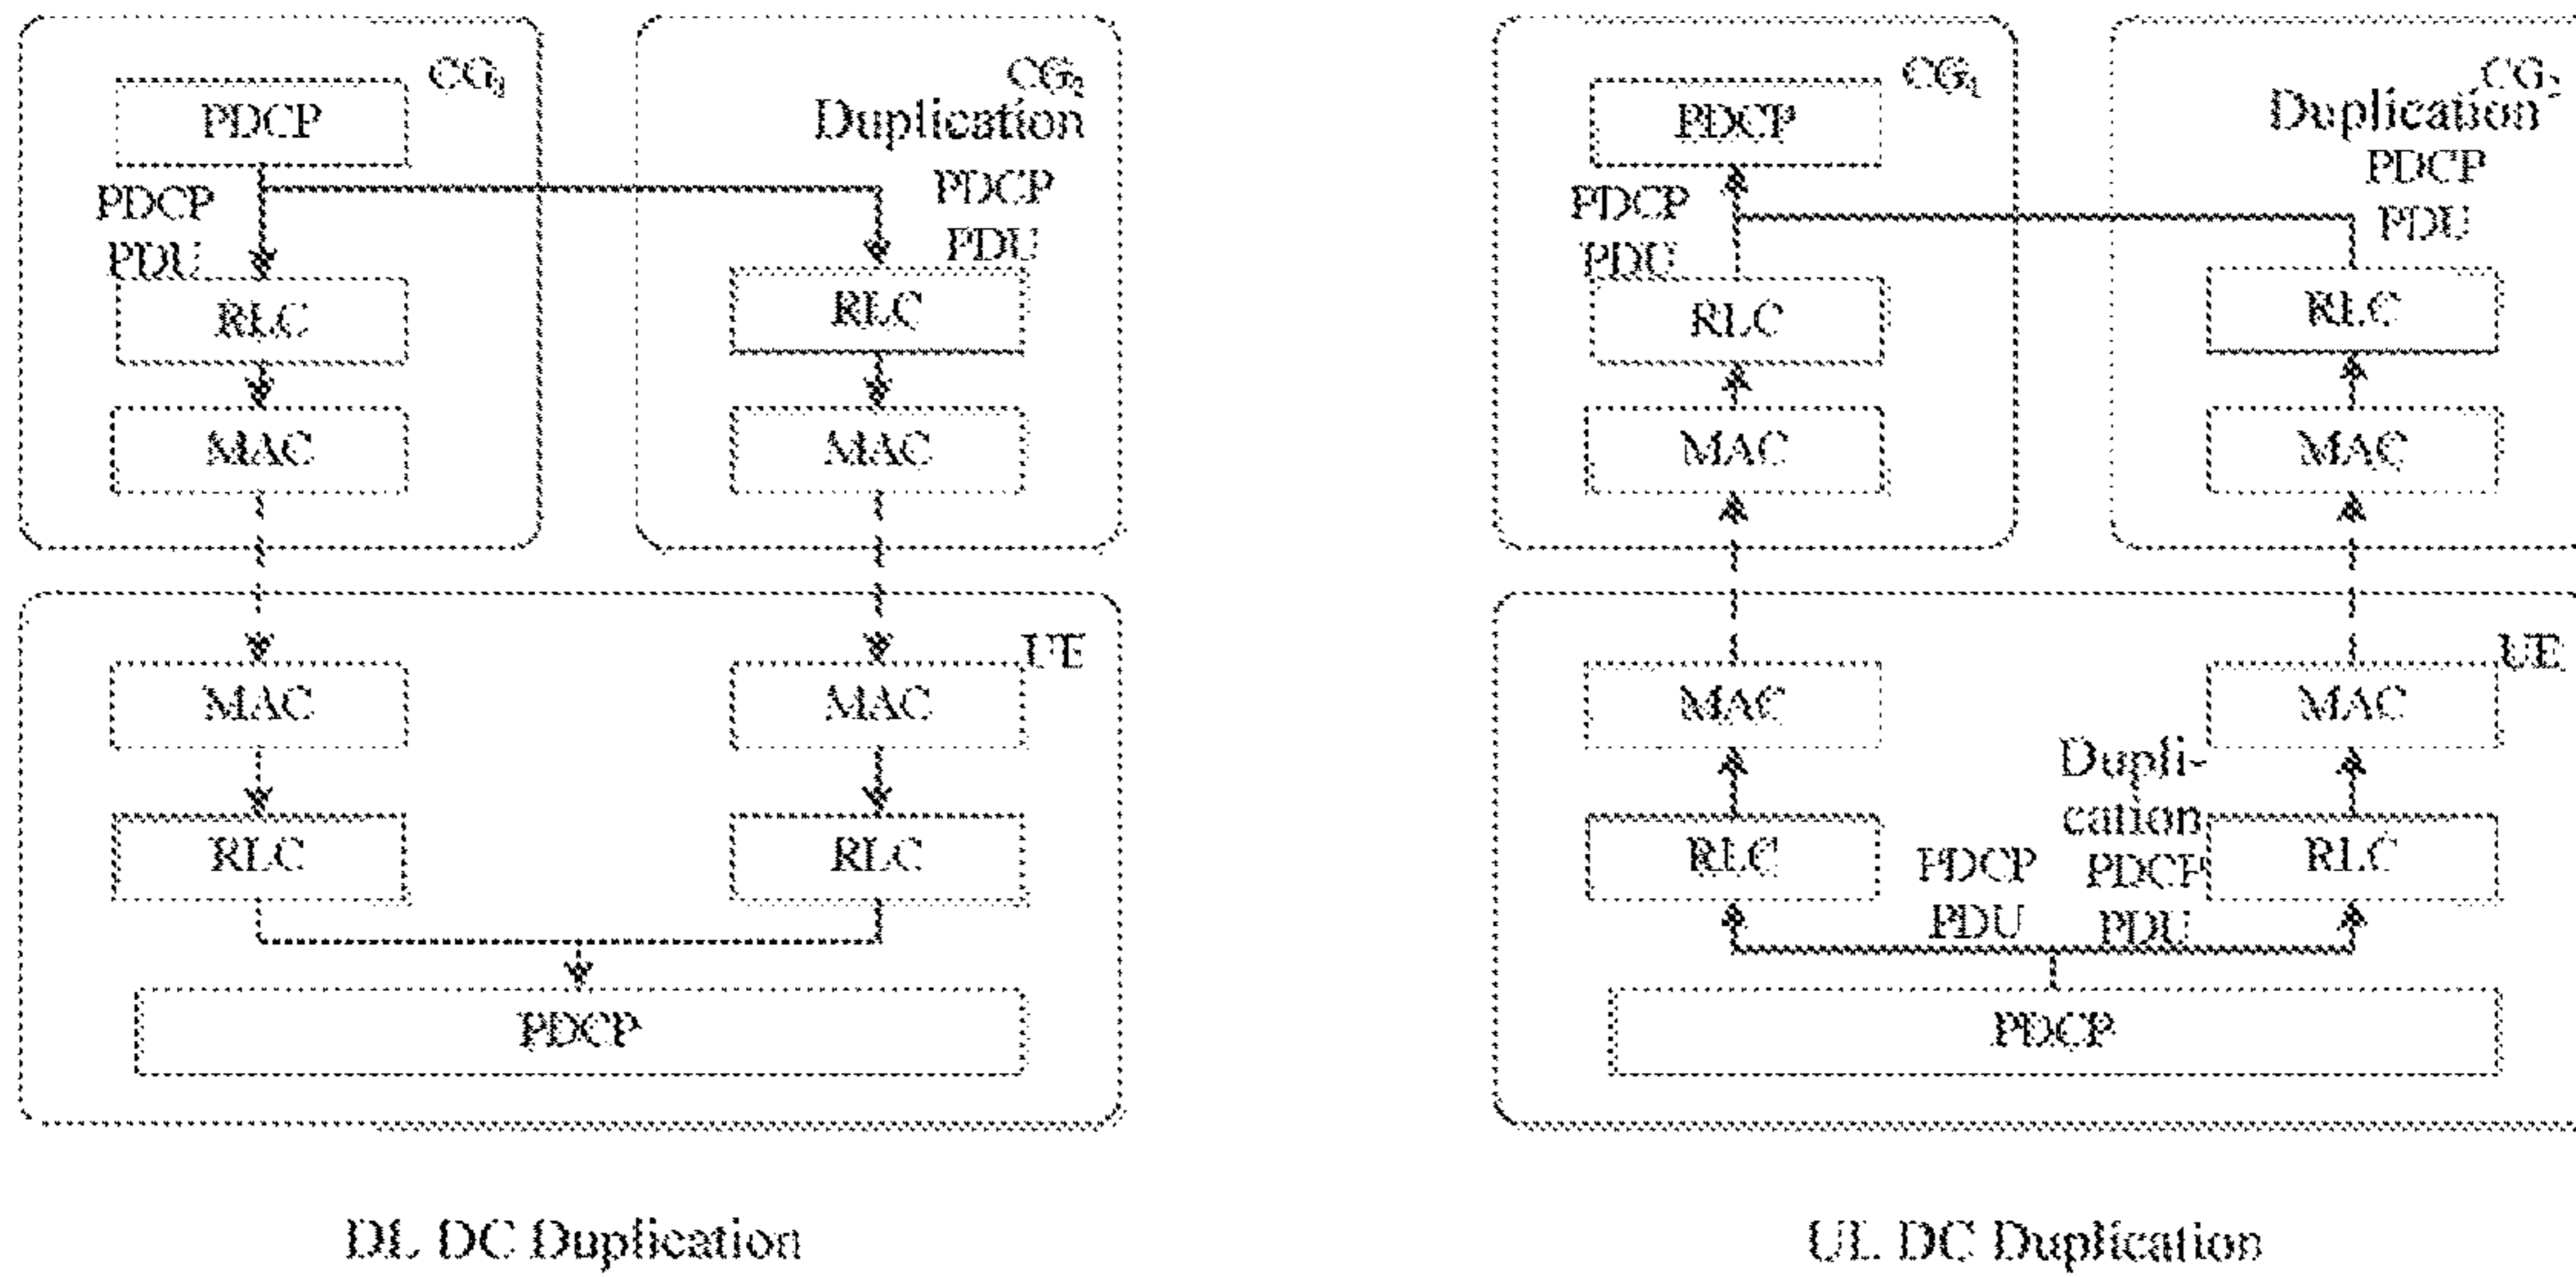 CG₁
PDCP
PDCP
PDU
RLC
MAC
CG₂
Duplication
PDCP
PDU
RLC
MAC
UE
MAC
MAC
RLC
RLC
PDCP
DL DC Duplication
CG₁
PDCP
PDCP
PDU
RLC
MAC
CG₂
Duplication
PDCP
PDU
RLC
MAC
UE
MAC
MAC
Dupli-
cation
PDCP
PDU
RLC
PDCP
PDU
RLC
PDCP
UL DC Duplication